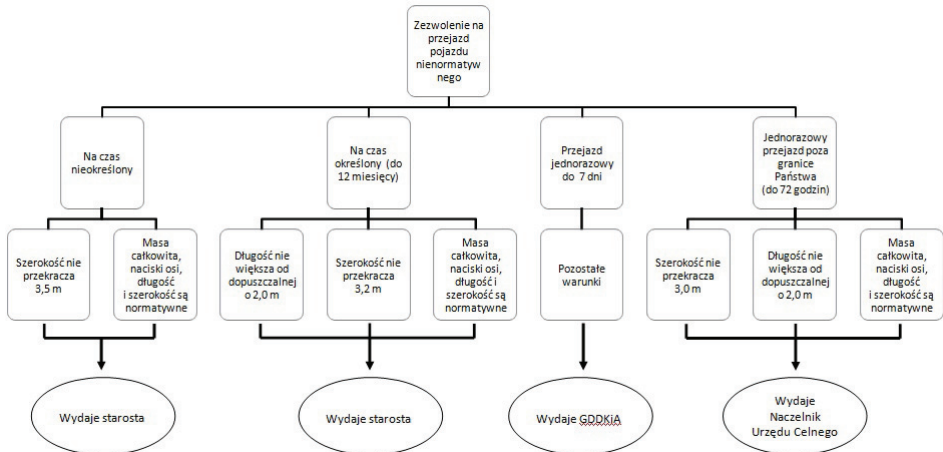 Zezwolenie na
przejazd
pojazdu
nienormatyw
nego
Na czas
nieokreślony
Na czas
określony (do
12 miesięcy)
Przejazd
jednorazowy
do 7 dni
Jednorazowy
przejazd poza
granice
Państwa
(do 72 godzin)
Szerokość nie
przekracza
3,5 m
Masa
całkowita,
naciski osi,
długość
i szerokość są
normatywne
Długość nie
większa od
dopuszczalnej
o 2,0 m
Szerokość nie
przekracza
3,2 m
Masa
całkowita,
naciski osi,
długość i
szerokość są
normatywne
Pozostałe
warunki
Szerokość nie
przekracza
3,0 m
Długość nie
większa od
dopuszczalnej
o 2,0 m
Masa
całkowita,
naciski osi,
długość
i szerokość są
normatywne
Wydaje starosta
Wydaje starosta
Wydaje GDDKiA
Wydaje
Naczelnik
Urzędu Celnego